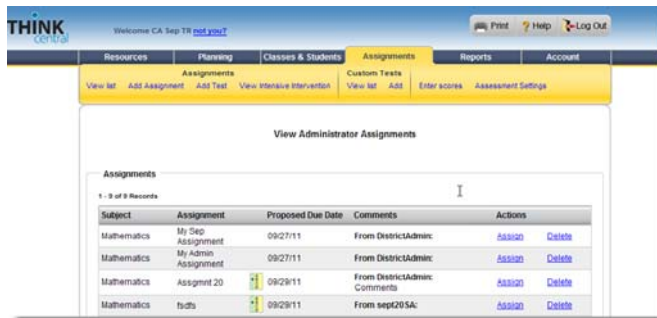 THINK central
Welcome CA Sep TR not you?
Print Help Log Out
Resources Planning Classes & Students Assignments Reports Account
Assignments Custom Tests
View list Add Assignment Add Test View Intensive Intervention View list Add Enter scores Assessment Settings
View Administrator Assignments
Assignments
1 - 9 of 9 Records
Subject Assignment Proposed Due Date Comments Actions
Mathematics My Sep Assignment 09/27/11 From DistrictAdmin: Assign Delete
Mathematics My Admin Assignment 09/27/11 From DistrictAdmin: Assign Delete
Mathematics Assgmnt 20 09/29/11 From DistrictAdmin: Comments Assign Delete
Mathematics fsdfs 09/29/11 From sept20SA: Assign Delete